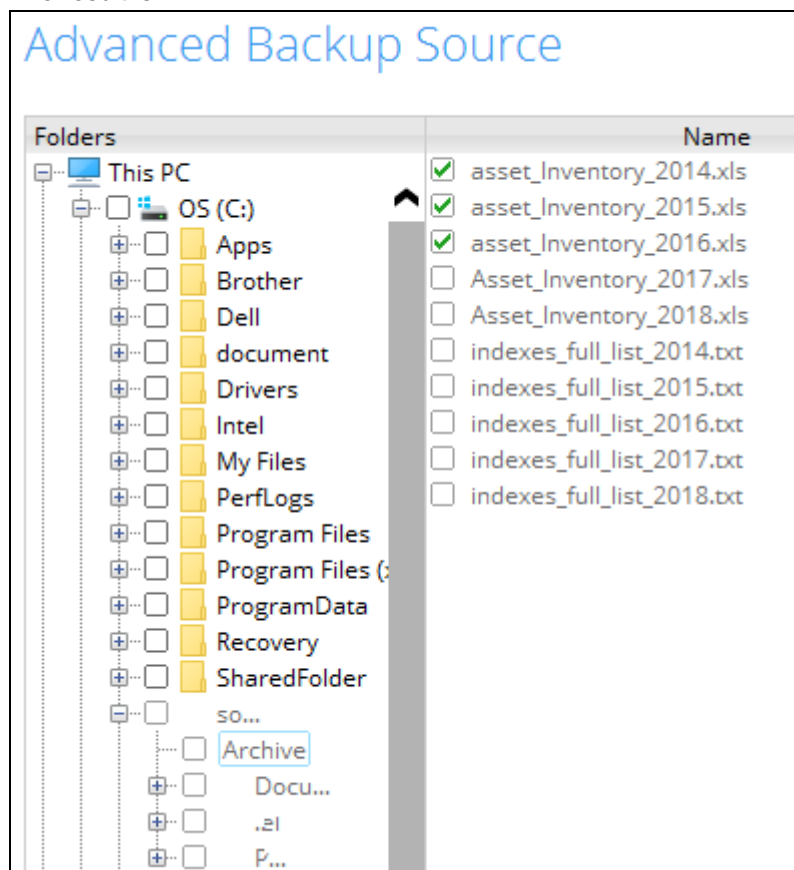 Advanced Backup Source
Folders
Name
This PC
OS (C:)
Apps
Brother
Dell
document
Drivers
Intel
My Files
PerfLogs
Program Files
Program Files (
ProgramData
Recovery
SharedFolder
so...
Archive
Docu...
P...
asset_Inventory_2014.xls
asset_Inventory_2015.xls
asset_Inventory_2016.xls
Asset_Inventory_2017.xls
Asset_Inventory_2018.xls
indexes_full_list_2014.txt
indexes_full_list_2015.txt
indexes_full_list_2016.txt
indexes_full_list_2017.txt
indexes_full_list_2018.txt